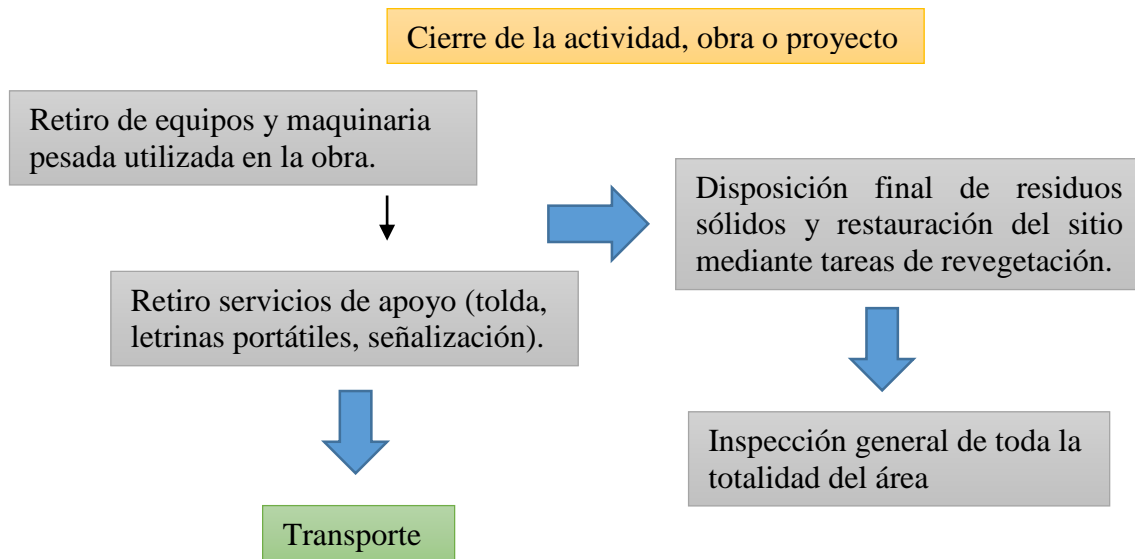 Cierre de la actividad, obra o proyecto
Retiro de equipos y maquinaria
pesada utilizada en la obra.
Retiro servicios de apoyo (tolda,
letrinas portátiles, señalización).
Transporte
Disposición final de residuos
sólidos y restauración del sitio
mediante tareas de revegetación.
Inspección general de toda la
totalidad del área